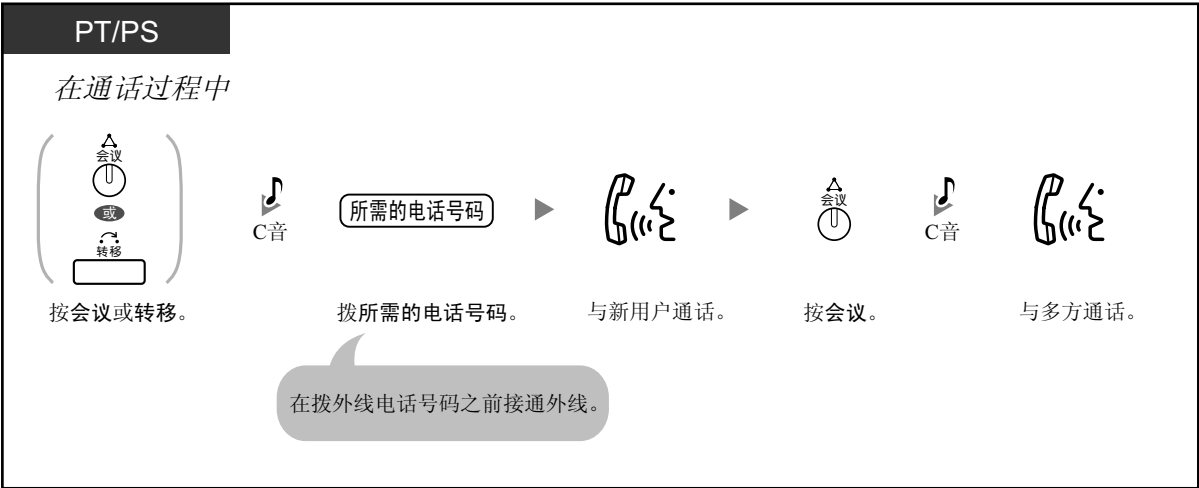 PT/PS
在通话过程中
会议
或
转移
C音
所需的电话号码
会议
C音
按会议或转移。
拨所需的电话号码。
与新用户通话。
按会议。
与多方通话。
在拨外线电话号码之前接通外线。